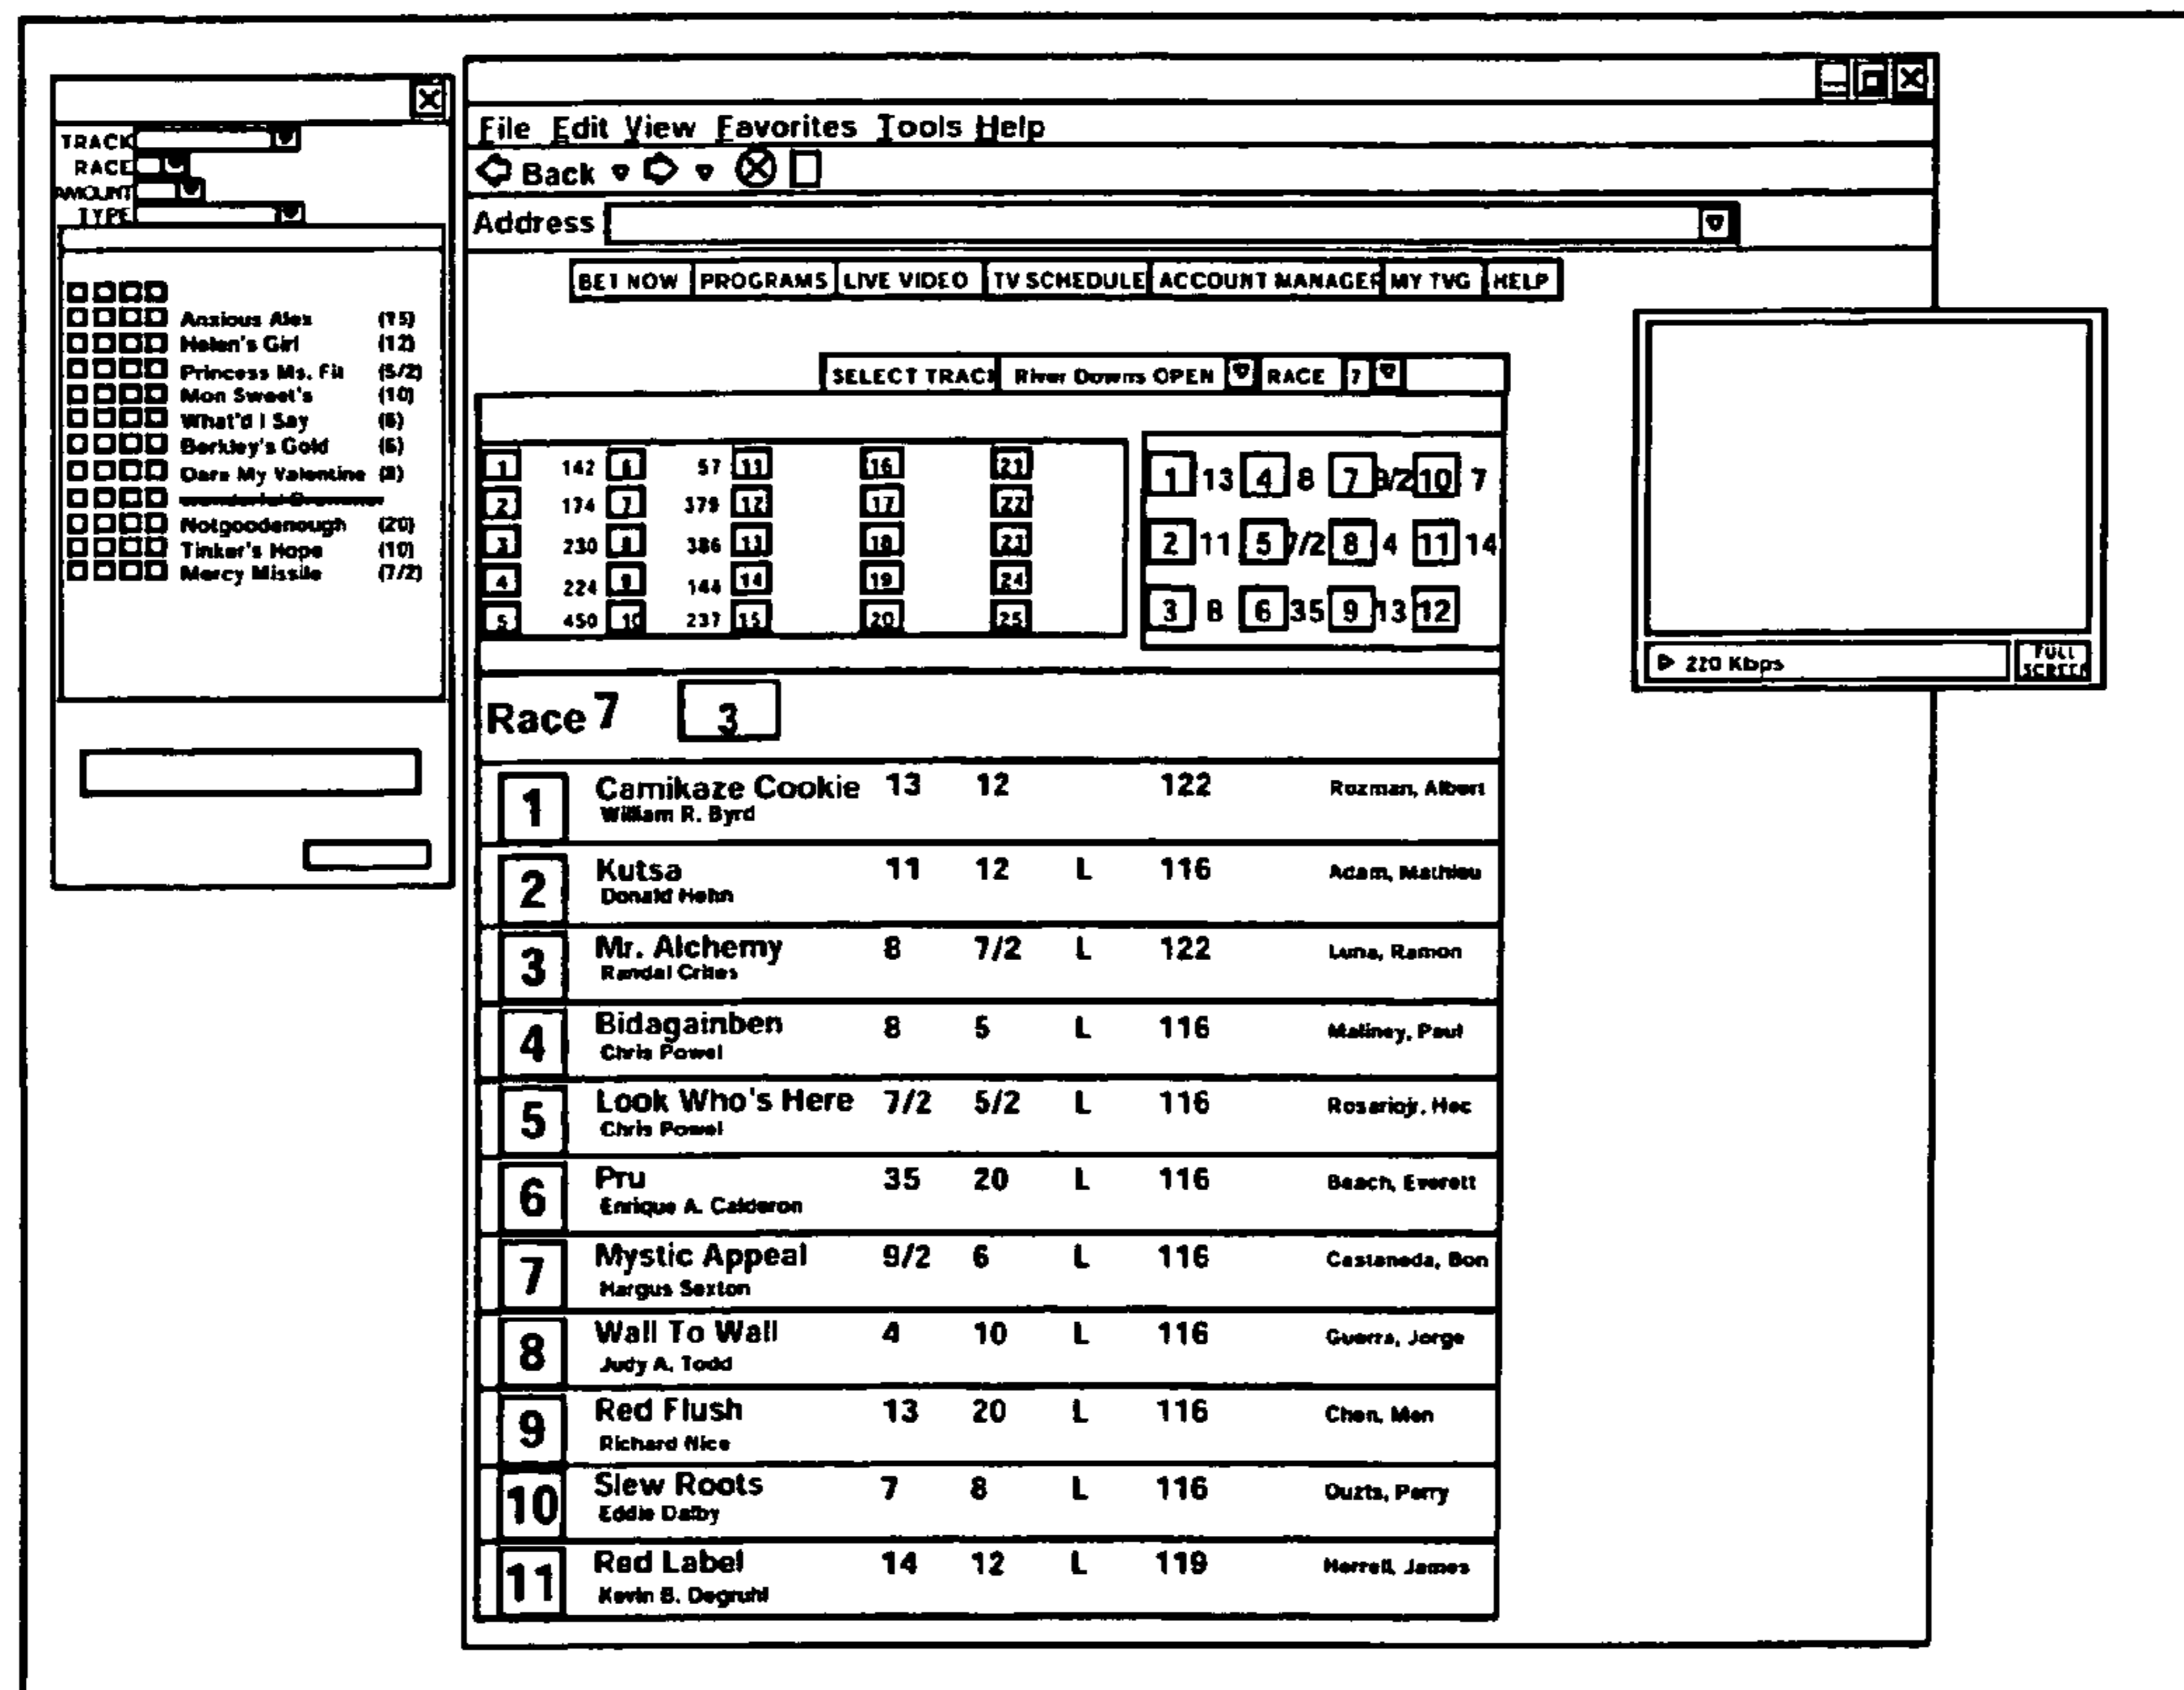 TRACK
RACE
AMOUNT
TYPE
Anxious Alex (15)
Helen's Girl (12)
Princess Ms. Fit (5/2)
Mon Sweet's (10)
What'd I Say (6)
Berkley's Gold (6)
Dare My Valentine (8)
Notgoodenough (20)
Tinker's Hope (10)
Mercy Missile (7/2)
File Edit View Favorites Tools Help
Back
Address
BET NOW PROGRAMS LIVE VIDEO TV SCHEDULE ACCOUNT MANAGER MY TVG HELP
SELECT TRACK River Downs OPEN RACE 7
1 142 6 57 11 16 21
2 174 7 379 12 17 22
3 230 8 386 13 18 23
4 224 9 144 14 19 24
5 450 10 237 15 20 25
1 13 4 8 7 9/2 10 7
2 11 5 7/2 8 4 11 14
3 8 6 35 9 13 12
220 Kbps
FULL
SCREEN
Race 7 3
1 Camikaze Cookie 13 12 122 Rozman, Albert
William R. Byrd
2 Kutsa 11 12 L 116 Adam, Mathieu
Donald Hehn
3 Mr. Alchemy 8 7/2 L 122 Luna, Ramon
Randal Crites
4 Bidagainben 8 5 L 116 Maliney, Paul
Chris Powel
5 Look Who's Here 7/2 5/2 L 116 Rosariojr, Hec
Chris Powel
6 Pru 35 20 L 116 Beach, Everett
Enrique A. Calderon
7 Mystic Appeal 9/2 6 L 116 Castaneda, Bon
Hargus Sexton
8 Wall To Wall 4 10 L 116 Guerra, Jorge
Judy A. Todd
9 Red Flush 13 20 L 116 Chen, Men
Richard Nice
10 Slew Roots 7 8 L 116 Ouzts, Perry
Eddie Dalby
11 Red Label 14 12 L 119 Herrell, James
Kevin B. Degruhl